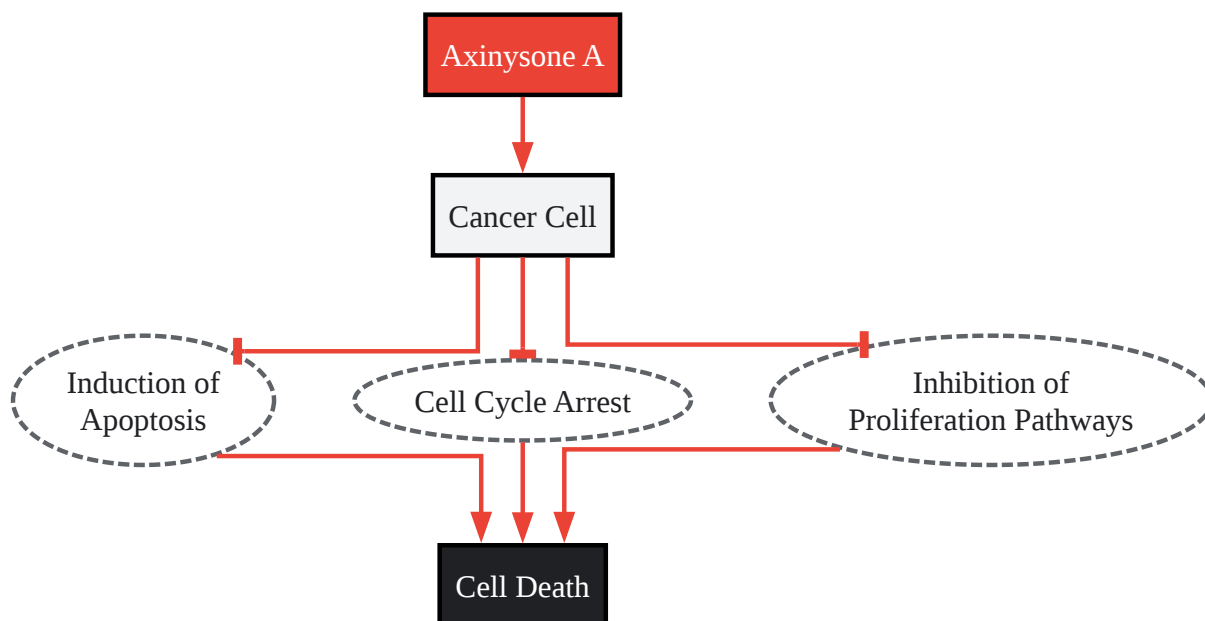 Axinysone A
Cancer Cell
Induction of
Apoptosis
Cell Cycle Arrest
Inhibition of
Proliferation Pathways
Cell Death